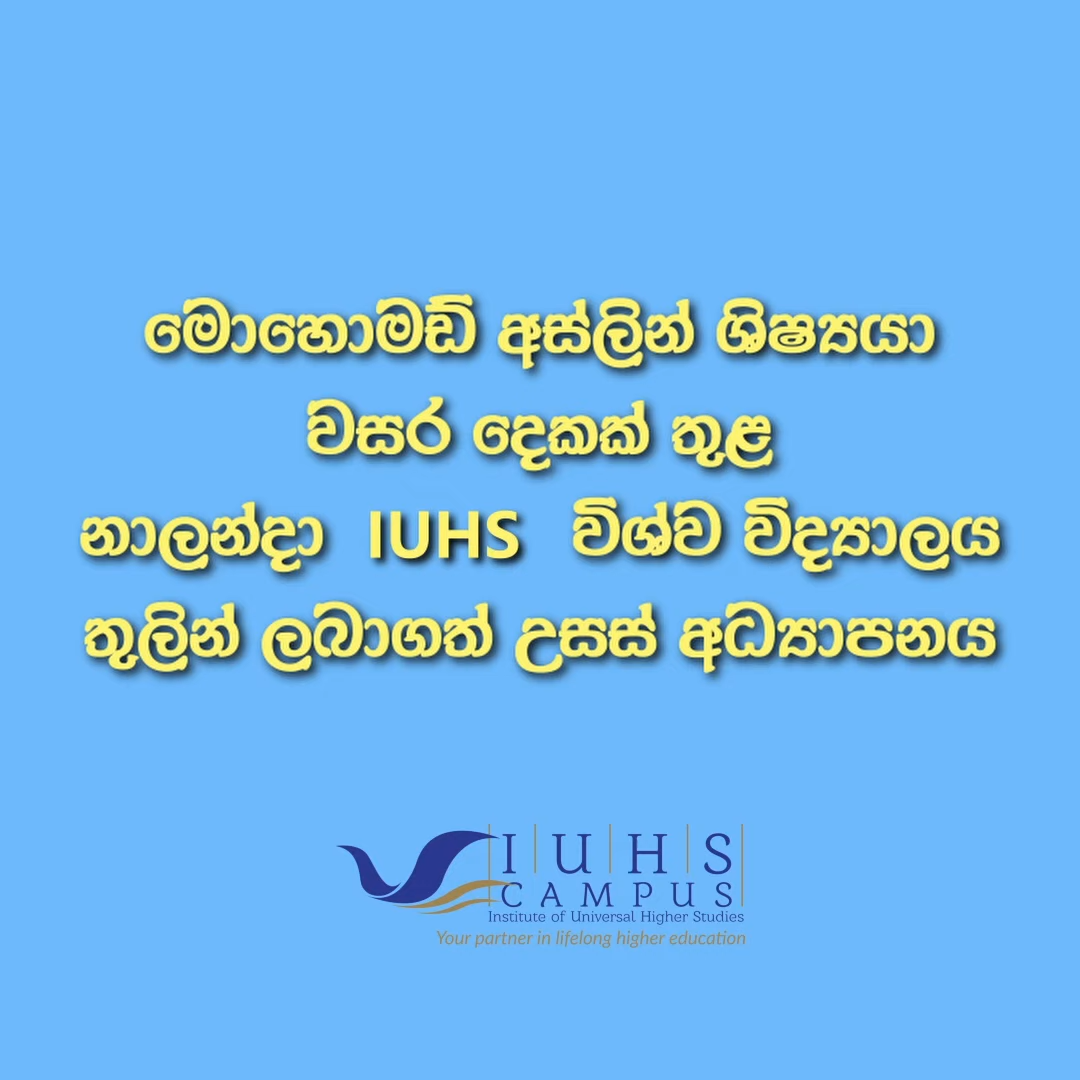 මොහොමඩ් අස්ලින් ශිෂ්‍යයා
වසර දෙකක් තුළ
නාලන්දා IUHS විශ්ව විද්‍යාලය
තුලින් ලබාගත් උසස් අධ්‍යාපනය
IUHS
CAMPUS
Institute of Universal Higher Studies
Your partner in lifelong higher education